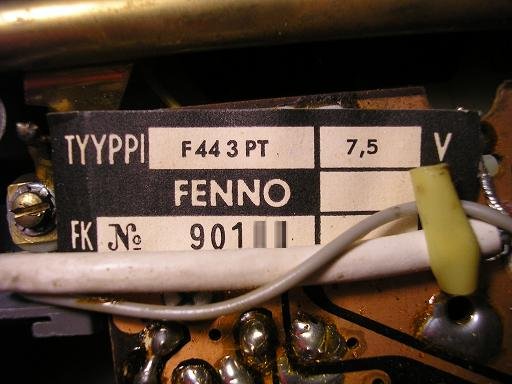 TYYPPI F 44 3 PT 7,5 V
FENNO
FK № 901